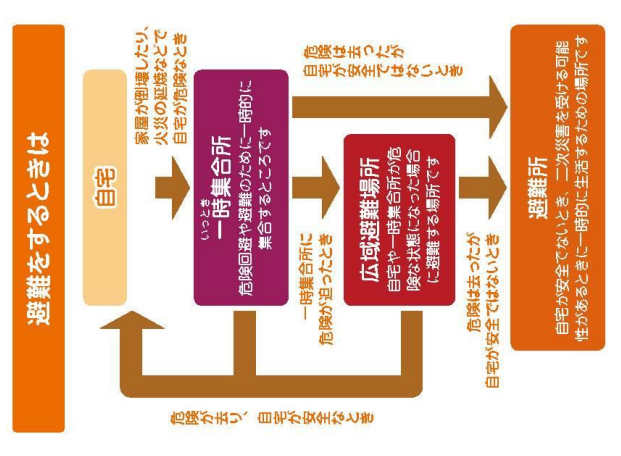 避難をするときは
自宅
家屋が倒壊したり、
火災の延焼などで
自宅が危険なとき
いっとき
一時集合所
危険回避や避難のために一時的に
集合するところです
危険は去ったが
自宅が安全ではないとき
一時集合所に
危険が迫ったとき
広域避難場所
自宅や一時集合所が危
険な状態になった場合
に避難する場所です
危険は去ったが
自宅が安全ではないとき
危険が去り、自宅が安全なとき
避難所
自宅が安全でないとき、二次災害を受ける可能
性があるときに一時的に生活するための場所です